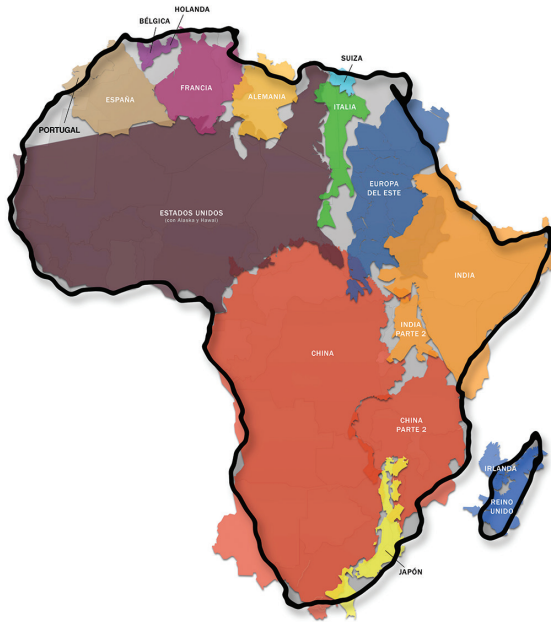 HOLANDA
BÉLGICA
SUIZA
ESPAÑA
FRANCIA
ALEMANIA
ITALIA
PORTUGAL
EUROPA
DEL ESTE
ESTADOS UNIDOS
(con Alaska y Hawai)
INDIA
INDIA
PARTE 2
CHINA
CHINA
PARTE 2
IRLANDA
REINO
UNIDO
JAPÓN